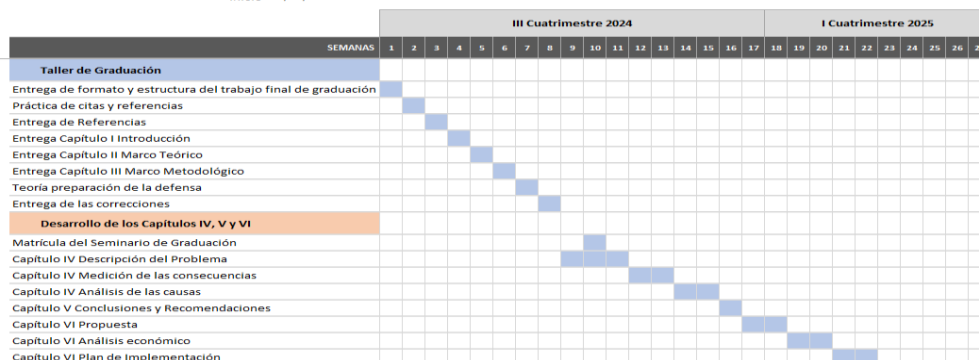 III Cuatrimestre 2024 I Cuatrimestre 2025
SEMANAS 1 2 3 4 5 6 7 8 9 10 11 12 13 14 15 16 17 18 19 20 21 22 23 24 25 26
Taller de Graduación
Entrega de formato y estructura del trabajo final de graduación
Práctica de citas y referencias
Entrega de Referencias
Entrega Capítulo I Introducción
Entrega Capítulo II Marco Teórico
Entrega Capítulo III Marco Metodológico
Teoría preparación de la defensa
Entrega de las correcciones
Desarrollo de los Capítulos IV, V y VI
Matrícula del Seminario de Graduación
Capítulo IV Descripción del Problema
Capítulo IV Medición de las consecuencias
Capítulo IV Análisis de las causas
Capítulo V Conclusiones y Recomendaciones
Capítulo VI Propuesta
Capítulo VI Análisis económico
Capítulo VI Plan de Implementación